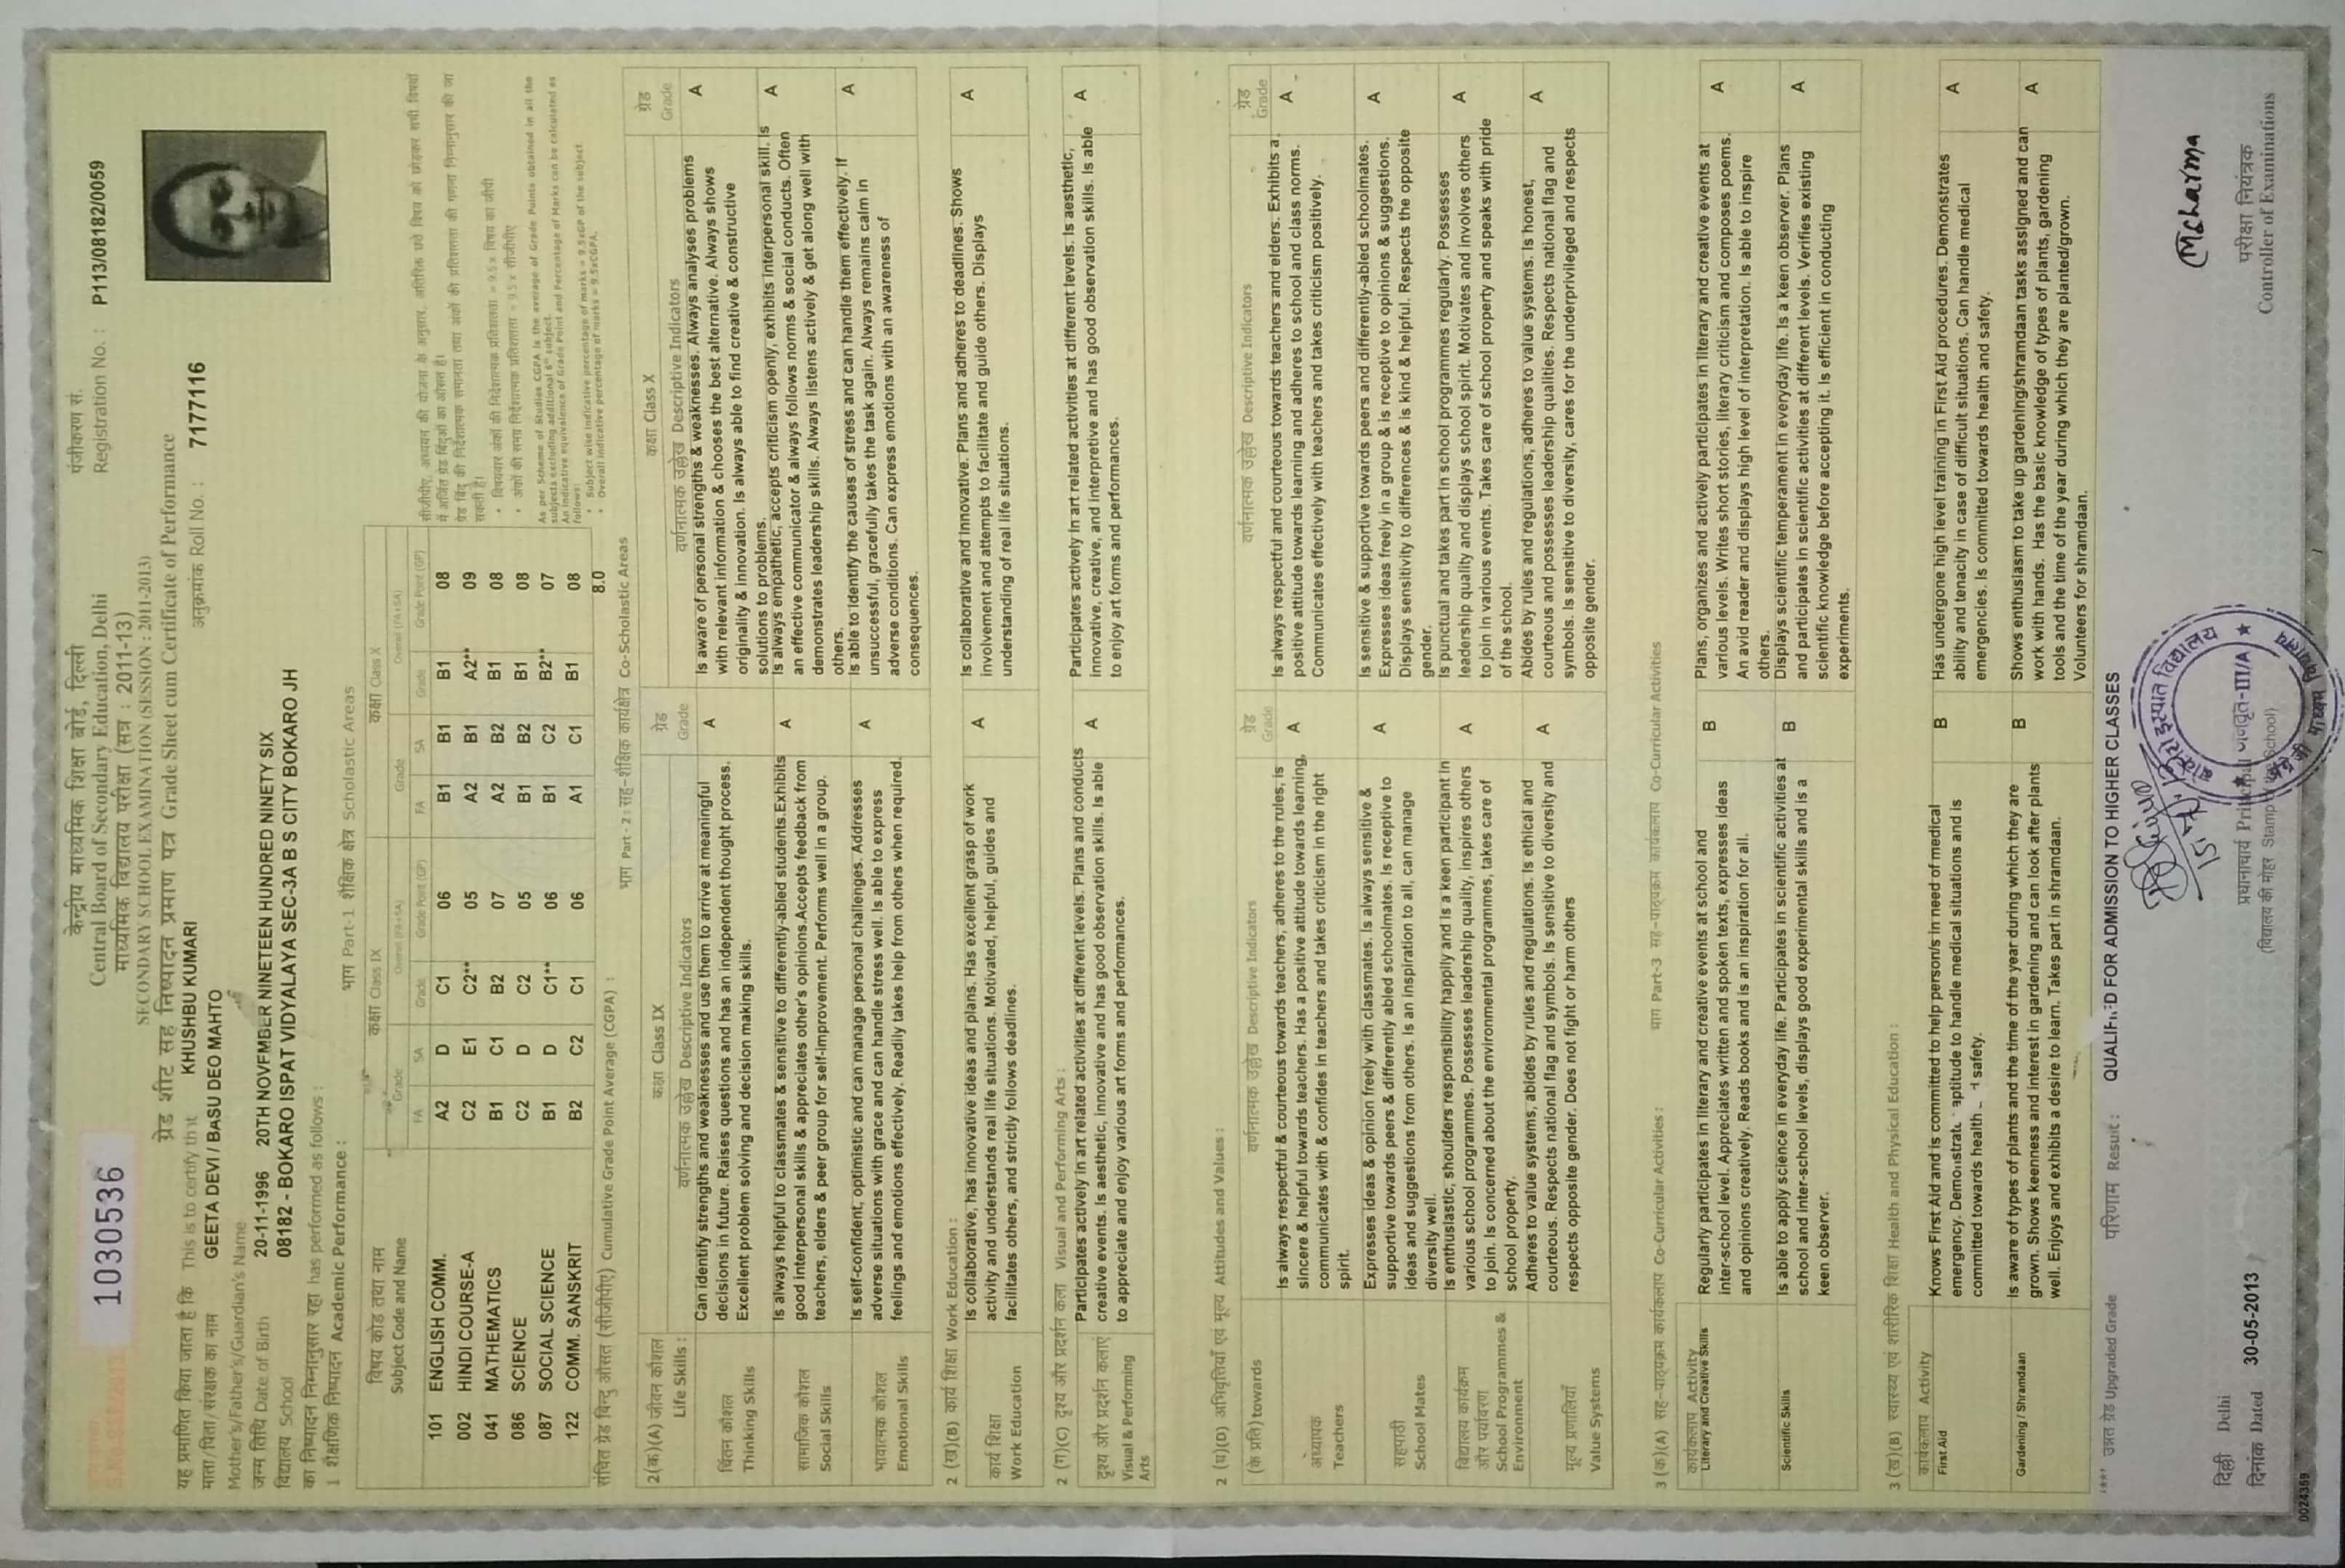 1030536
केन्द्रीय माध्यमिक शिक्षा बोर्ड, दिल्ली
पंजीकरण सं.
Central Board of Secondary Education, Delhi
Registration No. : P113/08182/0059
माध्यमिक विद्यालय परीक्षा (सत्र : 2011-13)
SECONDARY SCHOOL EXAMINATION (SESSION : 2011-2013)
ग्रेड शीट सह निष्पादन प्रमाण पत्र Grade Sheet cum Certificate of Performance
यह प्रमाणित किया जाता है कि This is to certify that KHUSHBU KUMARI
अनुक्रमांक Roll No. : 7177116
माता/पिता/संरक्षक का नाम GEETA DEVI / BASU DEO MAHTO
Mother's/Father's/Guardian's Name
जन्म तिथि Date of Birth 20-11-1996 20TH NOVEMBER NINETEEN HUNDRED NINETY SIX
विद्यालय School 08182 - BOKARO ISPAT VIDYALAYA SEC-3A B S CITY BOKARO JH
का निष्पादन निम्नानुसार रहा has performed as follows :
भाग Part-1 शैक्षिक क्षेत्र Scholastic Areas
1 शैक्षणिक निष्पादन Academic Performance :
विषय कोड तथा नाम कक्षा Class IX कक्षा Class X
Subject Code and Name Grade Overall (FA+SA) Grade Overall (FA+SA)
FA SA Grade Grade Point (GP) FA SA Grade Grade Point (GP)
101 ENGLISH COMM. A2 D C1 06 B1 B1 B1 08
002 HINDI COURSE-A C2 E1 C2** 05 A2 B1 A2** 09
041 MATHEMATICS B1 C1 B2 07 A2 B2 B1 08
086 SCIENCE C2 D C2 05 B1 B2 B1 08
087 SOCIAL SCIENCE B1 D C1** 06 B1 C2 B2** 07
122 COMM. SANSKRIT B2 C2 C1 06 A1 C1 B1 08
संचित ग्रेड बिन्दु औसत (सीजीपीए) Cumulative Grade Point Average (CGPA) : 8.0
As per Scheme of Studies CGPA is the average of Grade Points obtained in all the
subjects excluding additional 6th subject.
An indicative equivalence of Grade Point and Percentage of Marks can be calculated as
follows:
• Subject wise indicative percentage of marks = 9.5xGP of the subject
• Overall indicative percentage of marks = 9.5xCGPA.
भाग Part-2 : सह-शैक्षिक कार्यक्षेत्र Co-Scholastic Areas
2(क)(A) जीवन कौशल कक्षा Class IX ग्रेड कक्षा Class X ग्रेड
Life Skills : वर्णनात्मक उल्लेख Descriptive Indicators Grade वर्णनात्मक उल्लेख Descriptive Indicators Grade
चिंतन कौशल
Thinking Skills
Can identify strengths and weaknesses and use them to arrive at meaningful
decisions in future. Raises questions and has an independent thought process.
Excellent problem solving and decision making skills.
A
Is aware of personal strengths & weaknesses. Always analyses problems
with relevant information & chooses the best alternative. Always shows
originality & innovation. Is always able to find creative & constructive
solutions to problems.
A
सामाजिक कौशल
Social Skills
Is always helpful to classmates & sensitive to differently-abled students.Exhibits
good interpersonal skills & appreciates other's opinions.Accepts feedback from
teachers, elders & peer group for self-improvement. Performs well in a group.
A
Is always empathetic, accepts criticism openly, exhibits interpersonal skill. Is
an effective communicator & always follows norms & social conducts. Often
demonstrates leadership skills. Always listens actively & get along well with
others.
A
भावात्मक कौशल
Emotional Skills
Is self-confident, optimistic and can manage personal challenges. Addresses
adverse situations with grace and can handle stress well. Is able to express
feelings and emotions effectively. Readily takes help from others when required.
A
Is able to identify the causes of stress and can handle them effectively. If
unsuccessful, gracefully takes the task again. Always remains calm in
adverse conditions. Can express emotions with an awareness of
consequences.
A
2 (ख)(B) कार्य शिक्षा Work Education :
कार्य शिक्षा
Work Education
Is collaborative, has innovative ideas and plans. Has excellent grasp of work
activity and understands real life situations. Motivated, helpful, guides and
facilitates others, and strictly follows deadlines.
A
Is collaborative and innovative. Plans and adheres to deadlines. Shows
involvement and attempts to facilitate and guide others. Displays
understanding of real life situations.
A
2 (ग)(C) दृश्य और प्रदर्शन कला Visual and Performing Arts :
दृश्य और प्रदर्शन कलाएं
Visual & Performing
Arts
Participates actively in art related activities at different levels. Plans and conducts
creative events. Is aesthetic, innovative and has good observation skills. Is able
to appreciate and enjoy various art forms and performances.
A
Participates actively in art related activities at different levels. Is aesthetic,
innovative, creative, and interpretive and has good observation skills. Is able
to enjoy art forms and performances.
A
2 (घ)(D) अभिवृत्तियाँ एवं मूल्य Attitudes and Values :
(के प्रति) towards वर्णनात्मक उल्लेख Descriptive Indicators ग्रेड Grade वर्णनात्मक उल्लेख Descriptive Indicators ग्रेड Grade
अध्यापक
Teachers
Is always respectful & courteous towards teachers, adheres to the rules, is
sincere & helpful towards teachers. Has a positive attitude towards learning,
communicates with & confides in teachers and takes criticism in the right
spirit.
A
Is always respectful and courteous towards teachers and elders. Exhibits a
positive attitude towards learning and adheres to school and class norms.
Communicates effectively with teachers and takes criticism positively.
A
सहपाठी
School Mates
Expresses ideas & opinion freely with classmates. Is always sensitive &
supportive towards peers & differently abled schoolmates. Is receptive to
ideas and suggestions from others. Is an inspiration to all, can manage
diversity well.
A
Is sensitive & supportive towards peers and differently-abled schoolmates.
Expresses ideas freely in a group & is receptive to opinions & suggestions.
Displays sensitivity to differences & is kind & helpful. Respects the opposite
gender.
A
विद्यालय कार्यक्रम
और पर्यावरण
School Programmes &
Environment
Is enthusiastic, shoulders responsibility happily and is a keen participant in
various school programmes. Possesses leadership quality, inspires others
to join. Is concerned about the environmental programmes, takes care of
school property.
A
Is punctual and takes part in school programmes regularly. Possesses
leadership quality and displays school spirit. Motivates and involves others
to join in various events. Takes care of school property and speaks with pride
of the school.
A
मूल्य प्रणालियाँ
Value Systems
Adheres to value systems, abides by rules and regulations. Is ethical and
courteous. Respects national flag and symbols. Is sensitive to diversity and
respects opposite gender. Does not fight or harm others
A
Abides by rules and regulations, adheres to value systems. Is honest,
courteous and possesses leadership qualities. Respects national flag and
symbols. Is sensitive to diversity, cares for the underprivileged and respects
opposite gender.
A
भाग Part-3 सह-पाठ्यक्रम कार्यकलाप Co-Curricular Activities
3 (क)(A) सह-पाठ्यक्रम कार्यकलाप Co-Curricular Activities :
कार्यकलाप Activity
Literary and Creative Skills
Regularly participates in literary and creative events at school and
inter-school level. Appreciates written and spoken texts, expresses ideas
and opinions creatively. Reads books and is an inspiration for all.
B
Plans, organizes and actively participates in literary and creative events at
various levels. Writes short stories, literary criticism and composes poems.
An avid reader and displays high level of interpretation. Is able to inspire
others.
A
Scientific Skills
Is able to apply science in everyday life. Participates in scientific activities at
school and inter-school levels, displays good experimental skills and is a
keen observer.
B
Displays scientific temperament in everyday life. Is a keen observer. Plans
and participates in scientific activities at different levels. Verifies existing
scientific knowledge before accepting it. Is efficient in conducting
experiments.
A
3 (ख)(B) स्वास्थ्य एवं शारीरिक शिक्षा Health and Physical Education :
कार्यकलाप Activity
First Aid
Knows First Aid and is committed to help person/s in need of medical
emergency. aptitude to handle medical situations and is
committed towards health safety.
B
Has undergone high level training in First Aid procedures. Demonstrates
ability and tenacity in case of difficult situations. Can handle medical
emergencies. Is committed towards health and safety.
A
Gardening / Shramdaan
Is aware of types of plants and the time of the year during which they are
grown. Shows keenness and interest in gardening and can look after plants
well. Enjoys and exhibits a desire to learn. Takes part in shramdaan.
B
Shows enthusiasm to take up gardening/shramdaan tasks assigned and can
work with hands. Has the basic knowledge of types of plants, gardening
tools and the time of the year during which they are planted/grown.
Volunteers for shramdaan.
A
'**' उन्नत ग्रेड Upgraded Grade परिणाम Result : QUALIFIED FOR ADMISSION TO HIGHER CLASSES
दिल्ली Delhi
दिनांक Dated 30-05-2013
प्रधानाचार्य Principal
(विद्यालय की मोहर Stamp of the School)
MSharma
परीक्षा नियंत्रक
Controller of Examinations
0024369